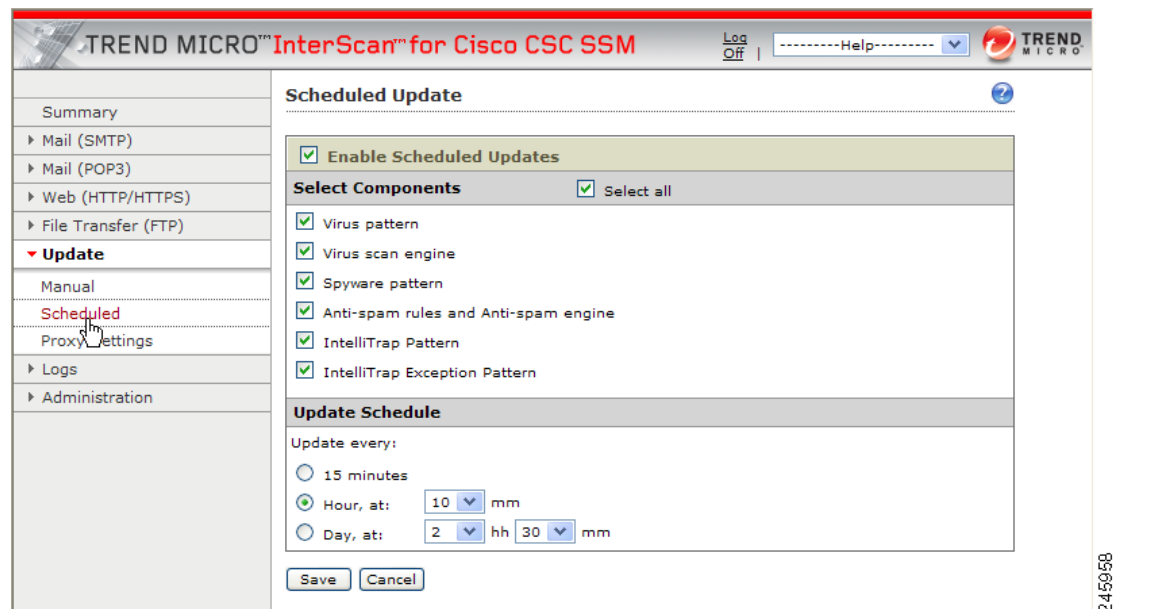 TREND MICRO™ InterScan™ for Cisco CSC SSM
Log Off | ---------Help---------
TREND MICRO
Summary
Mail (SMTP)
Mail (POP3)
Web (HTTP/HTTPS)
File Transfer (FTP)
Update
Manual
Scheduled
Proxy Settings
Logs
Administration
Scheduled Update
?
Enable Scheduled Updates
Select Components Select all
Virus pattern
Virus scan engine
Spyware pattern
Anti-spam rules and Anti-spam engine
IntelliTrap Pattern
IntelliTrap Exception Pattern
Update Schedule
Update every:
15 minutes
Hour, at: 10 mm
Day, at: 2 hh 30 mm
Save Cancel
245958